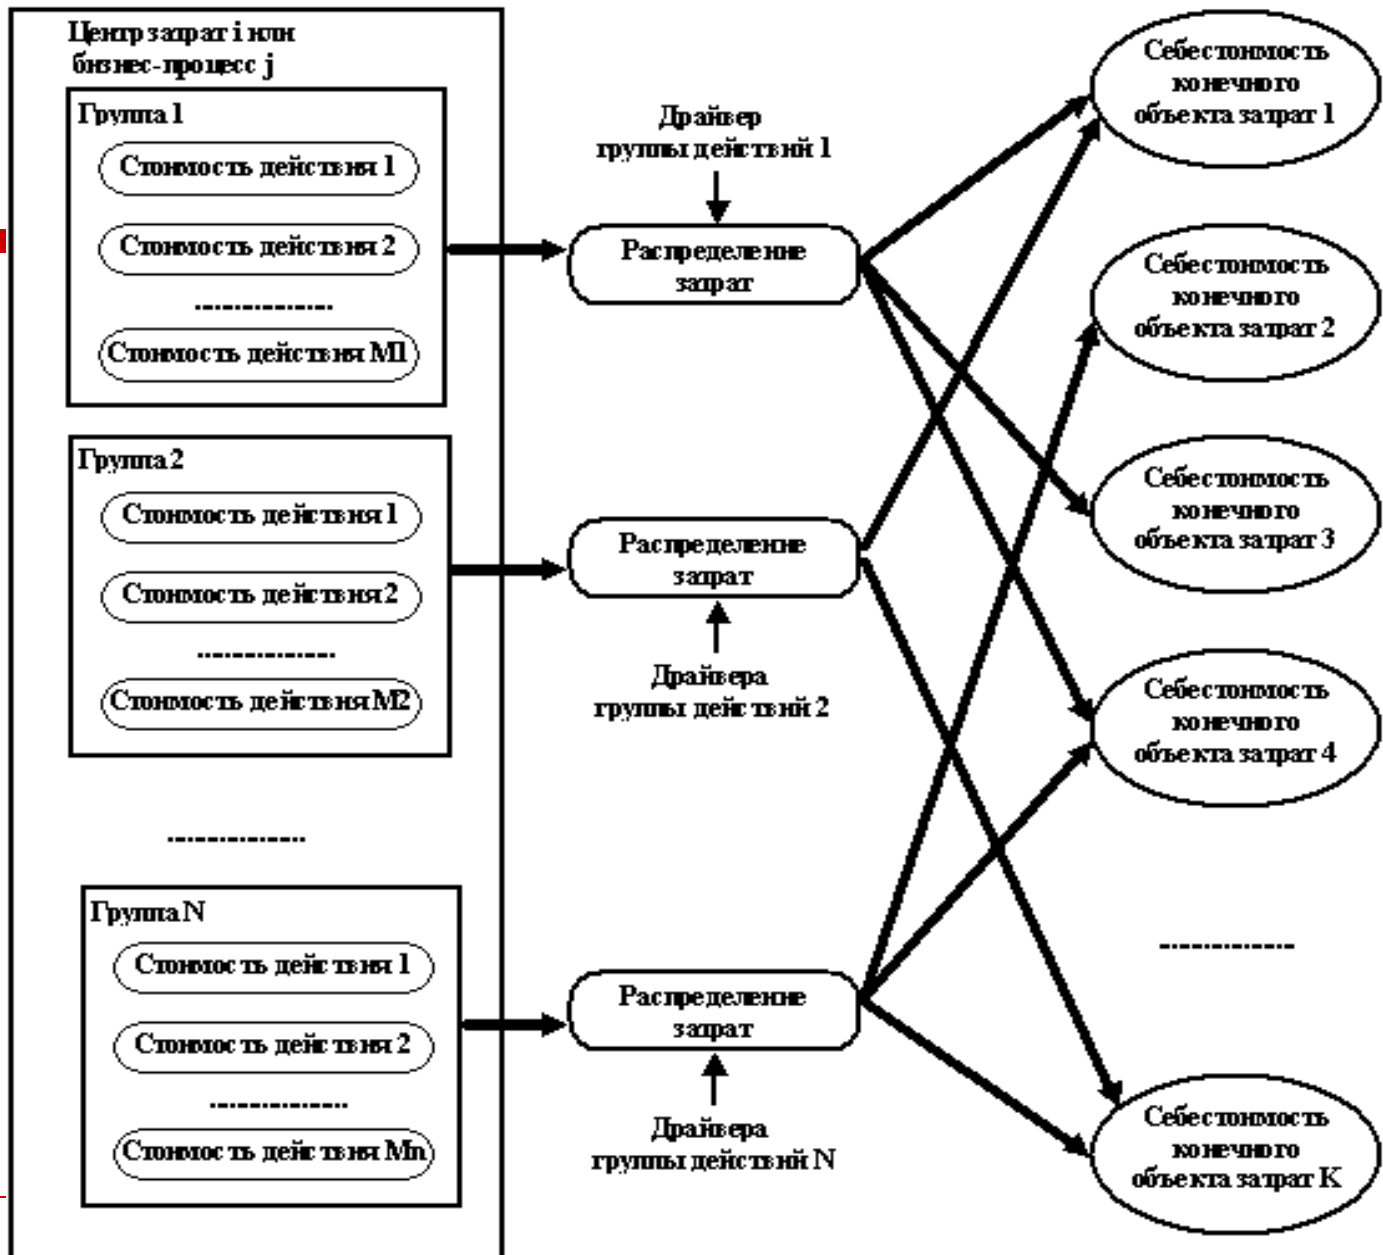 Центр затрат i или
бизнес-процесс j
Группа 1
Стоимость действия 1
Стоимость действия 2
Стоимость действия M1
Группа 2
Стоимость действия 1
Стоимость действия 2
Стоимость действия M2
Группа N
Стоимость действия 1
Стоимость действия 2
Стоимость действия Mn
Драйвер
группы действий 1
Распределение
затрат
Распределение
затрат
Драйвера
группы действий 2
Распределение
затрат
Драйвера
группы действий N
Себестоимость
конечного
объекта затрат 1
Себестоимость
конечного
объекта затрат 2
Себестоимость
конечного
объекта затрат 3
Себестоимость
конечного
объекта затрат 4
Себестоимость
конечного
объекта затрат K